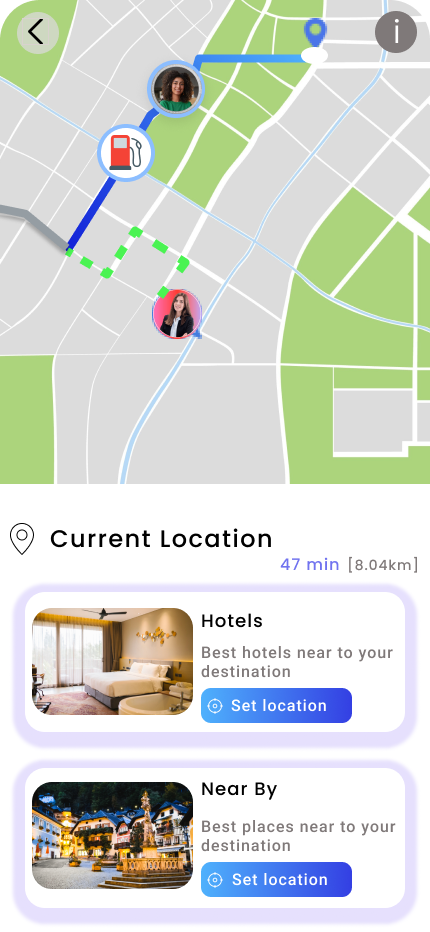 i
Current Location
47 min [8.04km]
Hotels
Best hotels near to your
destination
Set location
Near By
Best places near to your
destination
Set location